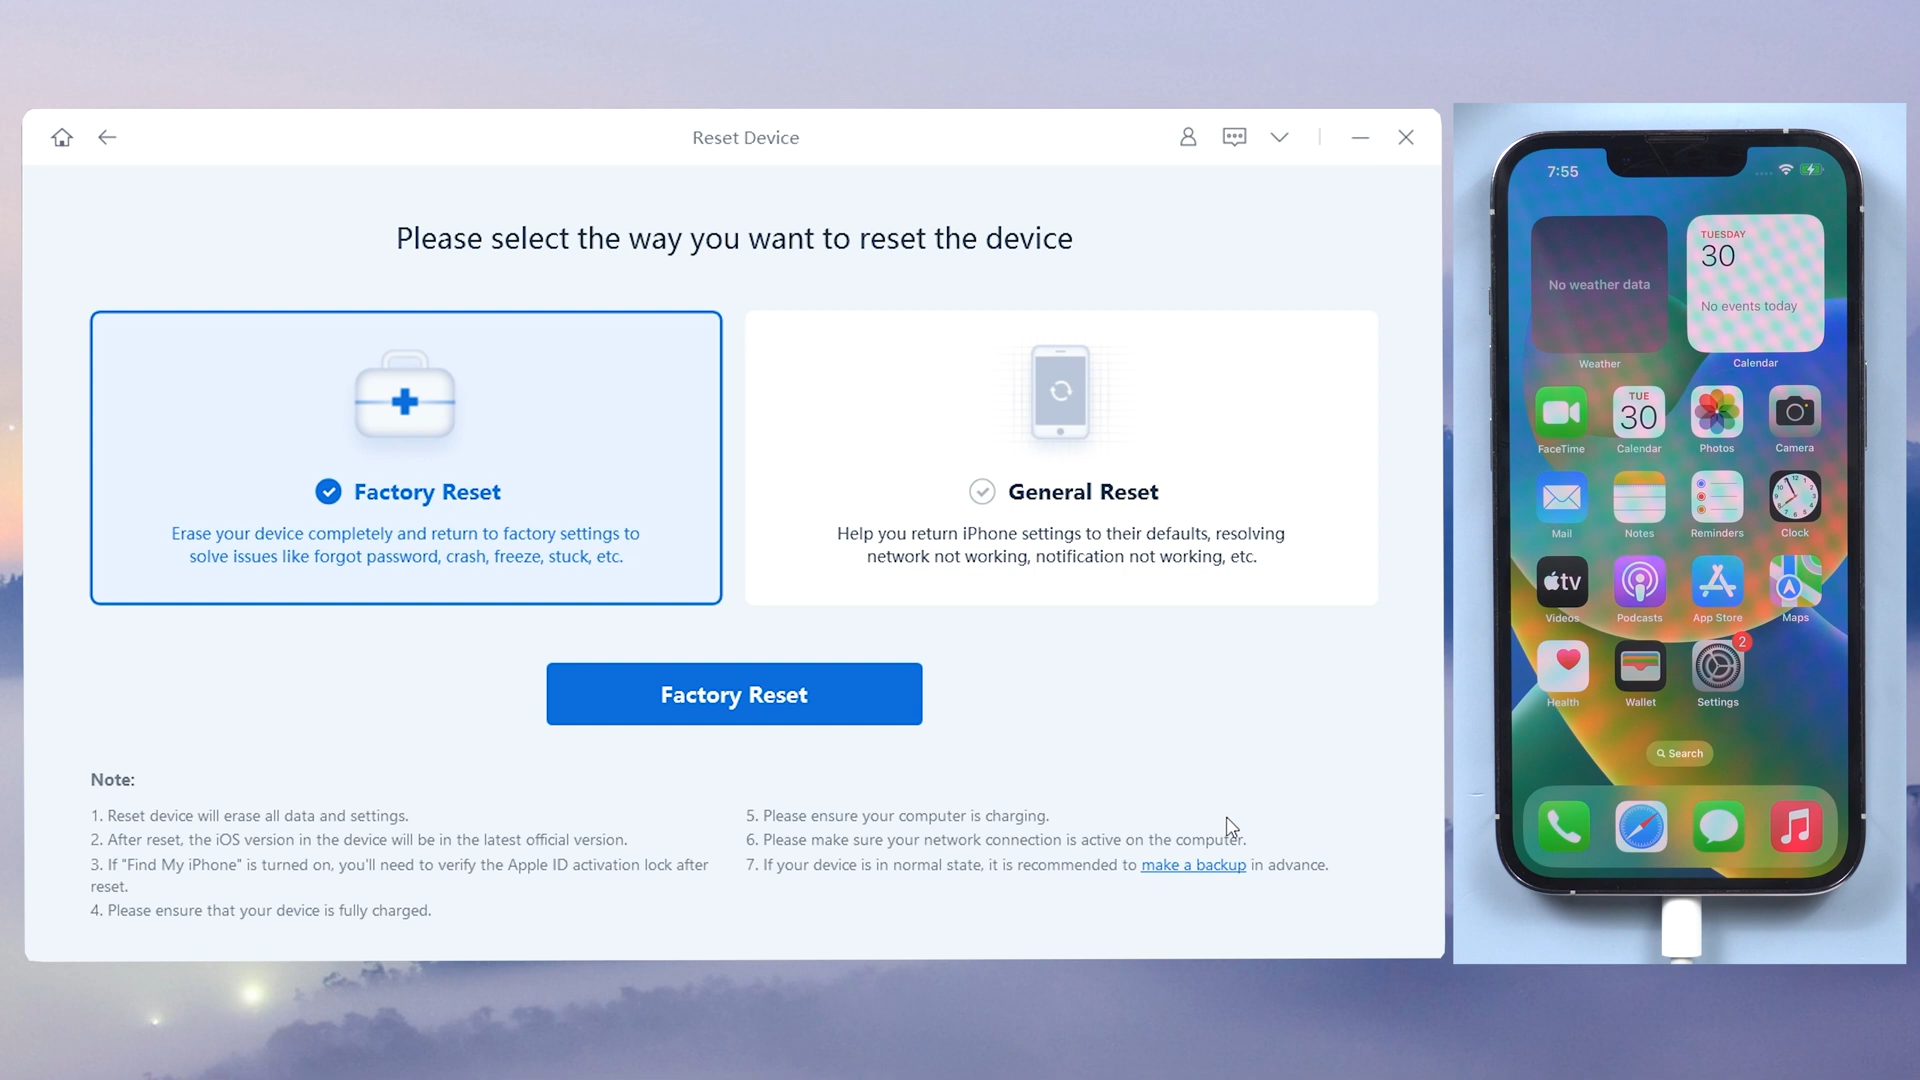 Reset Device
Please select the way you want to reset the device
Factory Reset
Erase your device completely and return to factory settings to
solve issues like forgot password, crash, freeze, stuck, etc.
General Reset
Help you return iPhone settings to their defaults, resolving
network not working, notification not working, etc.
Factory Reset
Note:
1. Reset device will erase all data and settings.
2. After reset, the iOS version in the device will be in the latest official version.
3. If "Find My iPhone" is turned on, you'll need to verify the Apple ID activation lock after
reset.
4. Please ensure that your device is fully charged.
5. Please ensure your computer is charging.
6. Please make sure your network connection is active on the computer.
7. If your device is in normal state, it is recommended to make a backup in advance.
7:55
No weather data
Weather
TUESDAY
30
No events today
Calendar
FaceTime
TUE
30
Calendar
Photos
Camera
Mail
Notes
Reminders
Clock
tv
Videos
Podcasts
App Store
Maps
Health
Wallet
2
Settings
Search